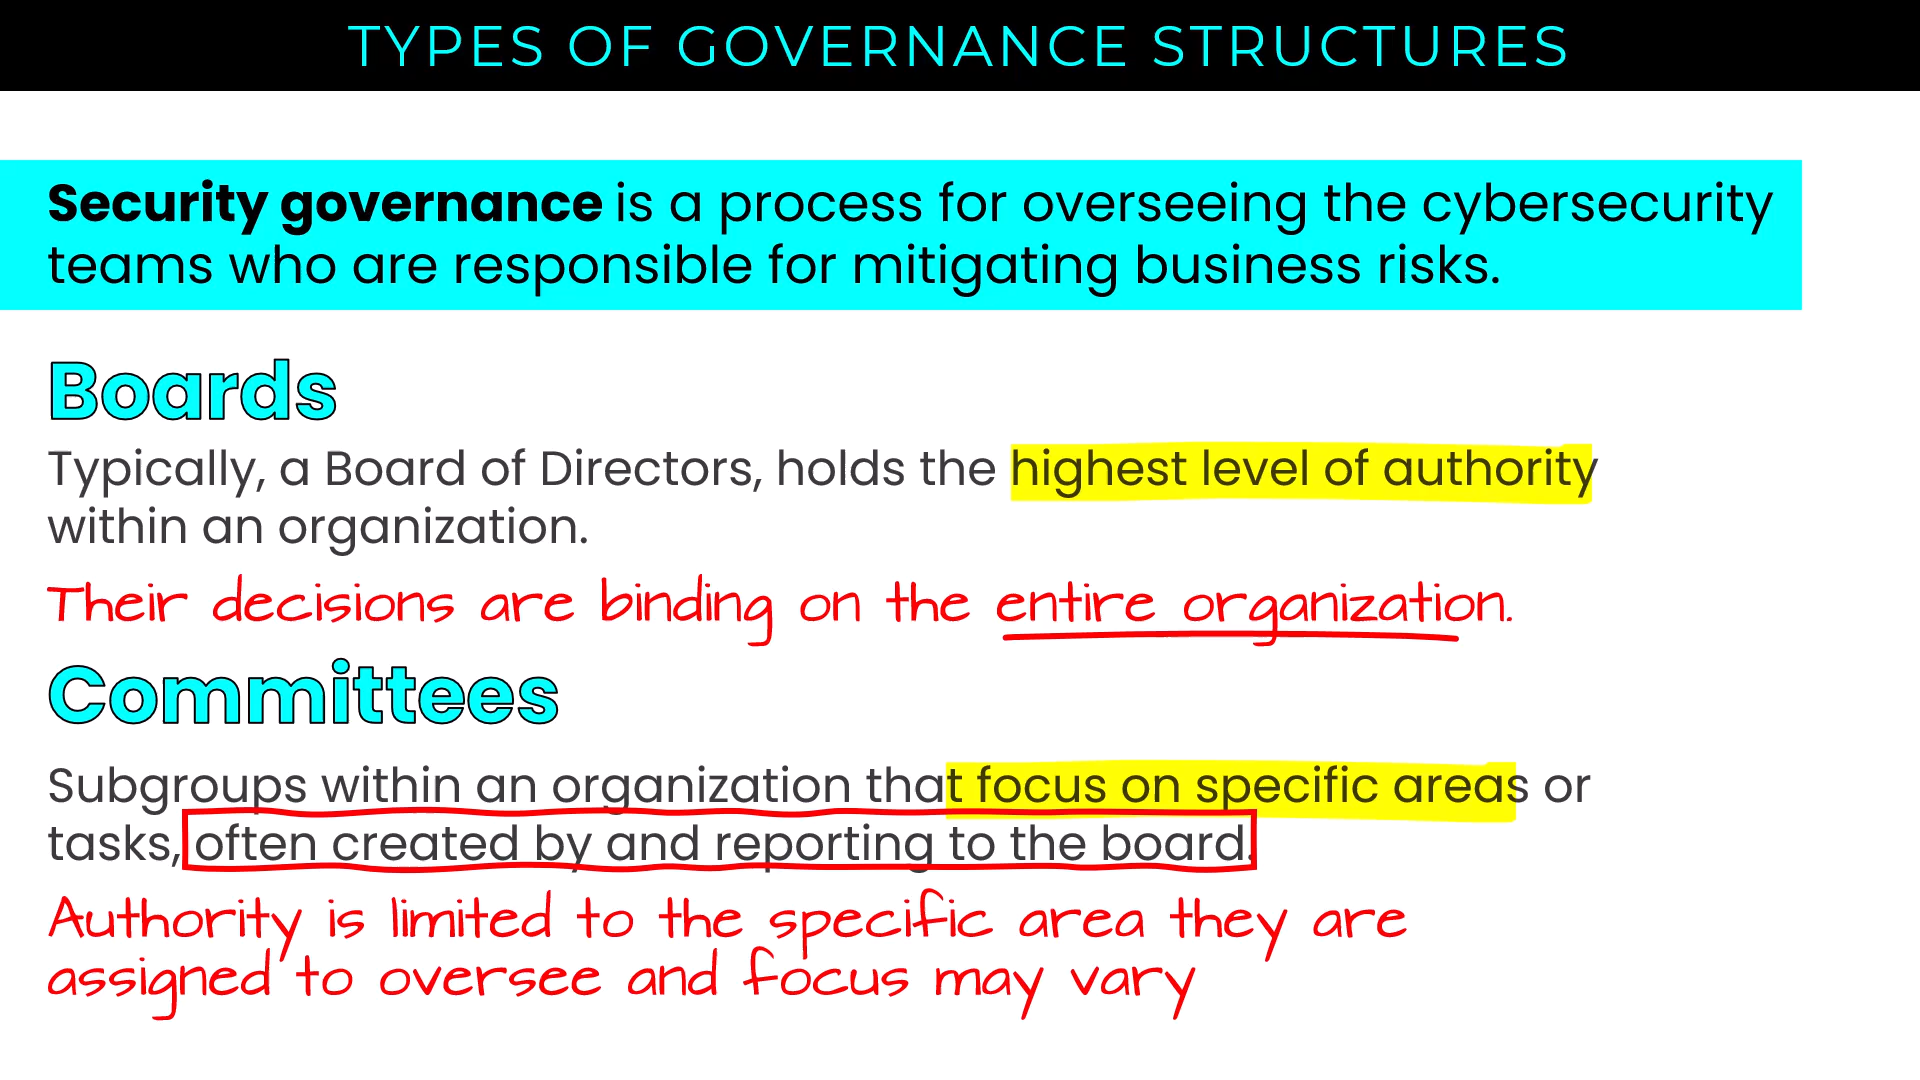 TYPES OF GOVERNANCE STRUCTURES
Security governance is a process for overseeing the cybersecurity
teams who are responsible for mitigating business risks.
Boards
Typically, a Board of Directors, holds the highest level of authority
within an organization.
Their decisions are binding on the entire organization.
Committees
Subgroups within an organization that focus on specific areas or
tasks, often created by and reporting to the board.
Authority is limited to the specific area they are
assigned to oversee and focus may vary